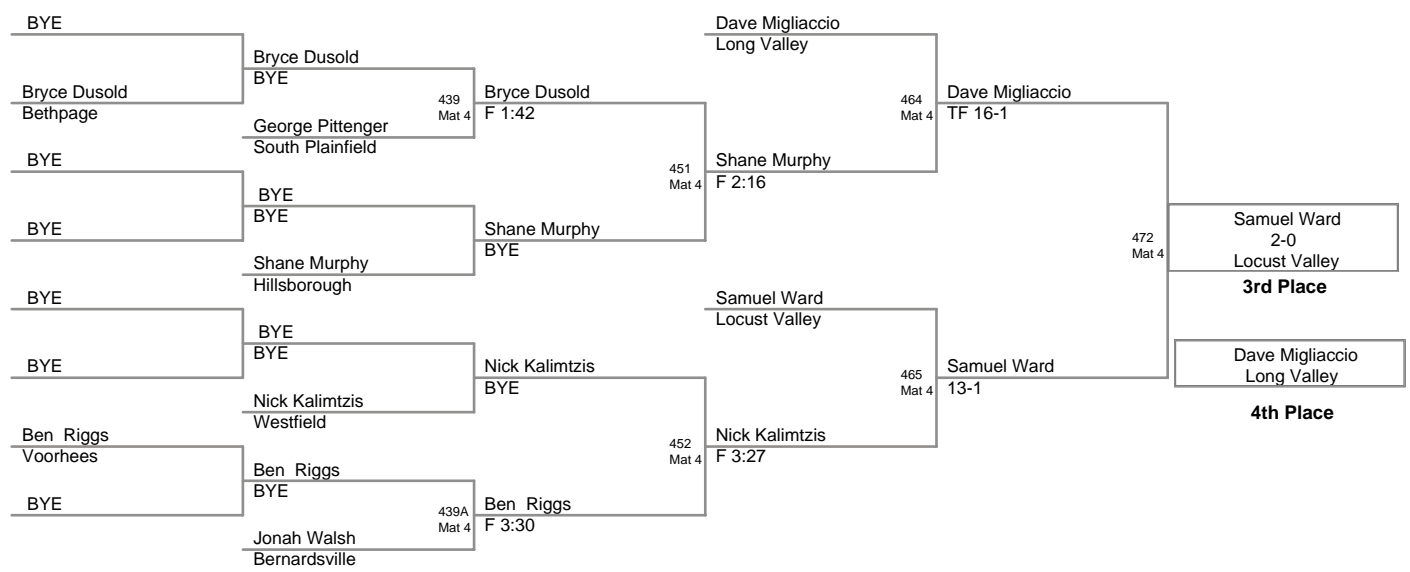 BYE
Bryce Dusold
Bethpage
BYE
BYE
BYE
BYE
Ben  Riggs
Voorhees
BYE
Bryce Dusold
BYE
George Pittenger
South Plainfield
BYE
BYE
Shane Murphy
Hillsborough
BYE
BYE
Nick Kalimtzis
Westfield
Ben  Riggs
BYE
Jonah Walsh
Bernardsville
439
Mat 4
Bryce Dusold
F 1:42
Shane Murphy
BYE
Nick Kalimtzis
BYE
439A
Mat 4
Ben  Riggs
F 3:30
Dave Migliaccio
Long Valley
451
Mat 4
Shane Murphy
F 2:16
Samuel Ward
Locust Valley
452
Mat 4
Nick Kalimtzis
F 3:27
464
Mat 4
Dave Migliaccio
TF 16-1
465
Mat 4
Samuel Ward
13-1
472
Mat 4
Samuel Ward
2-0
Locust Valley
3rd Place
Dave Migliaccio
Long Valley
4th Place